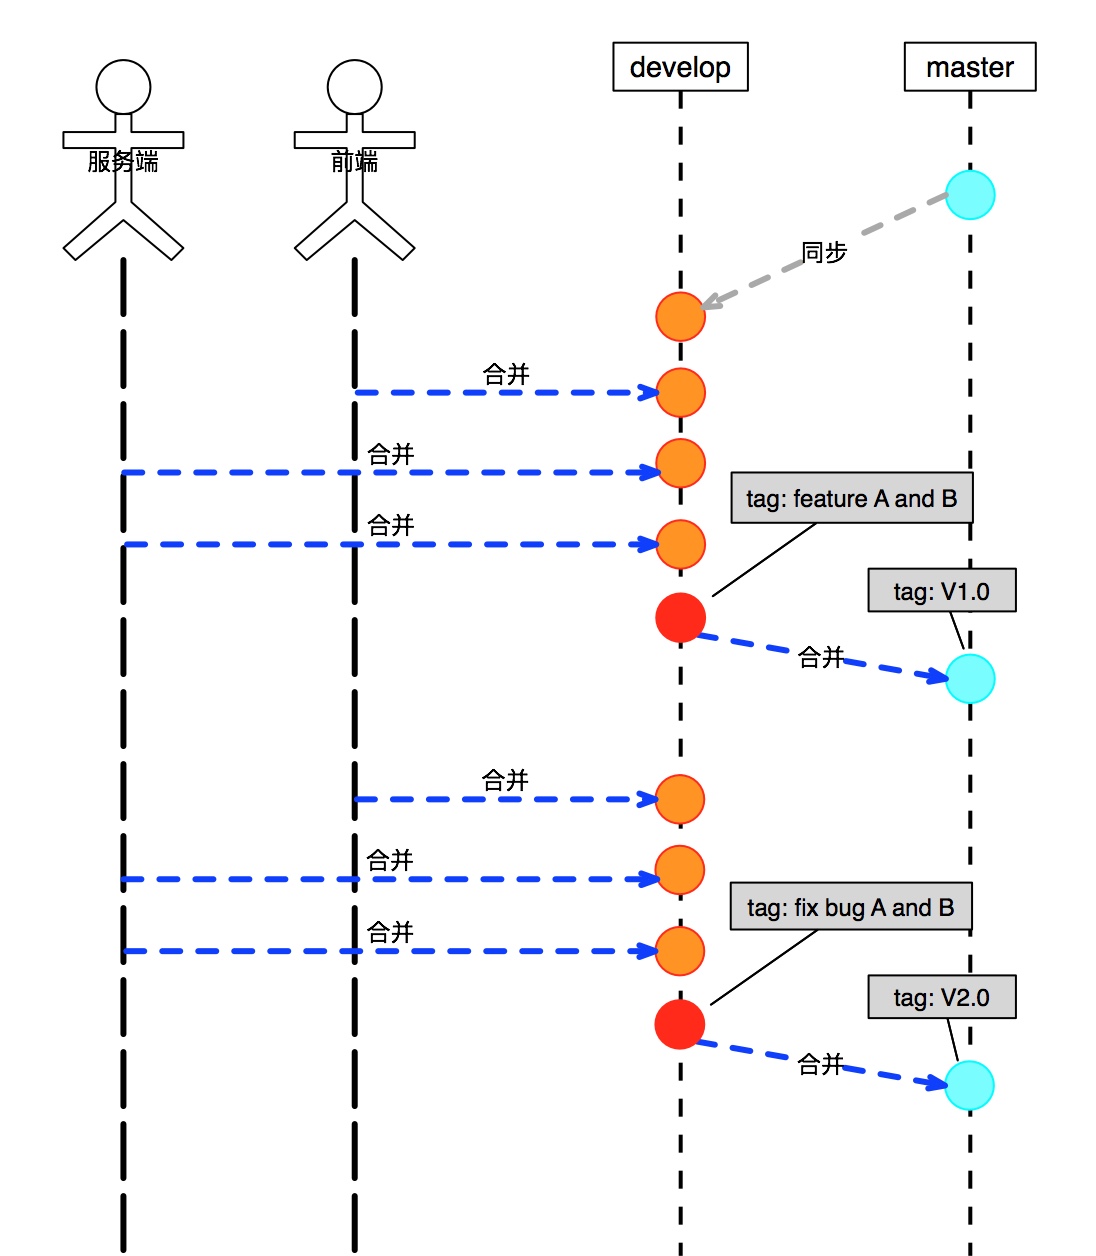 develop
master
服务端
前端
同步
合并
合并
tag: feature A and B
合并
tag: V1.0
合并
合并
合并
tag: fix bug A and B
合并
tag: V2.0
合并